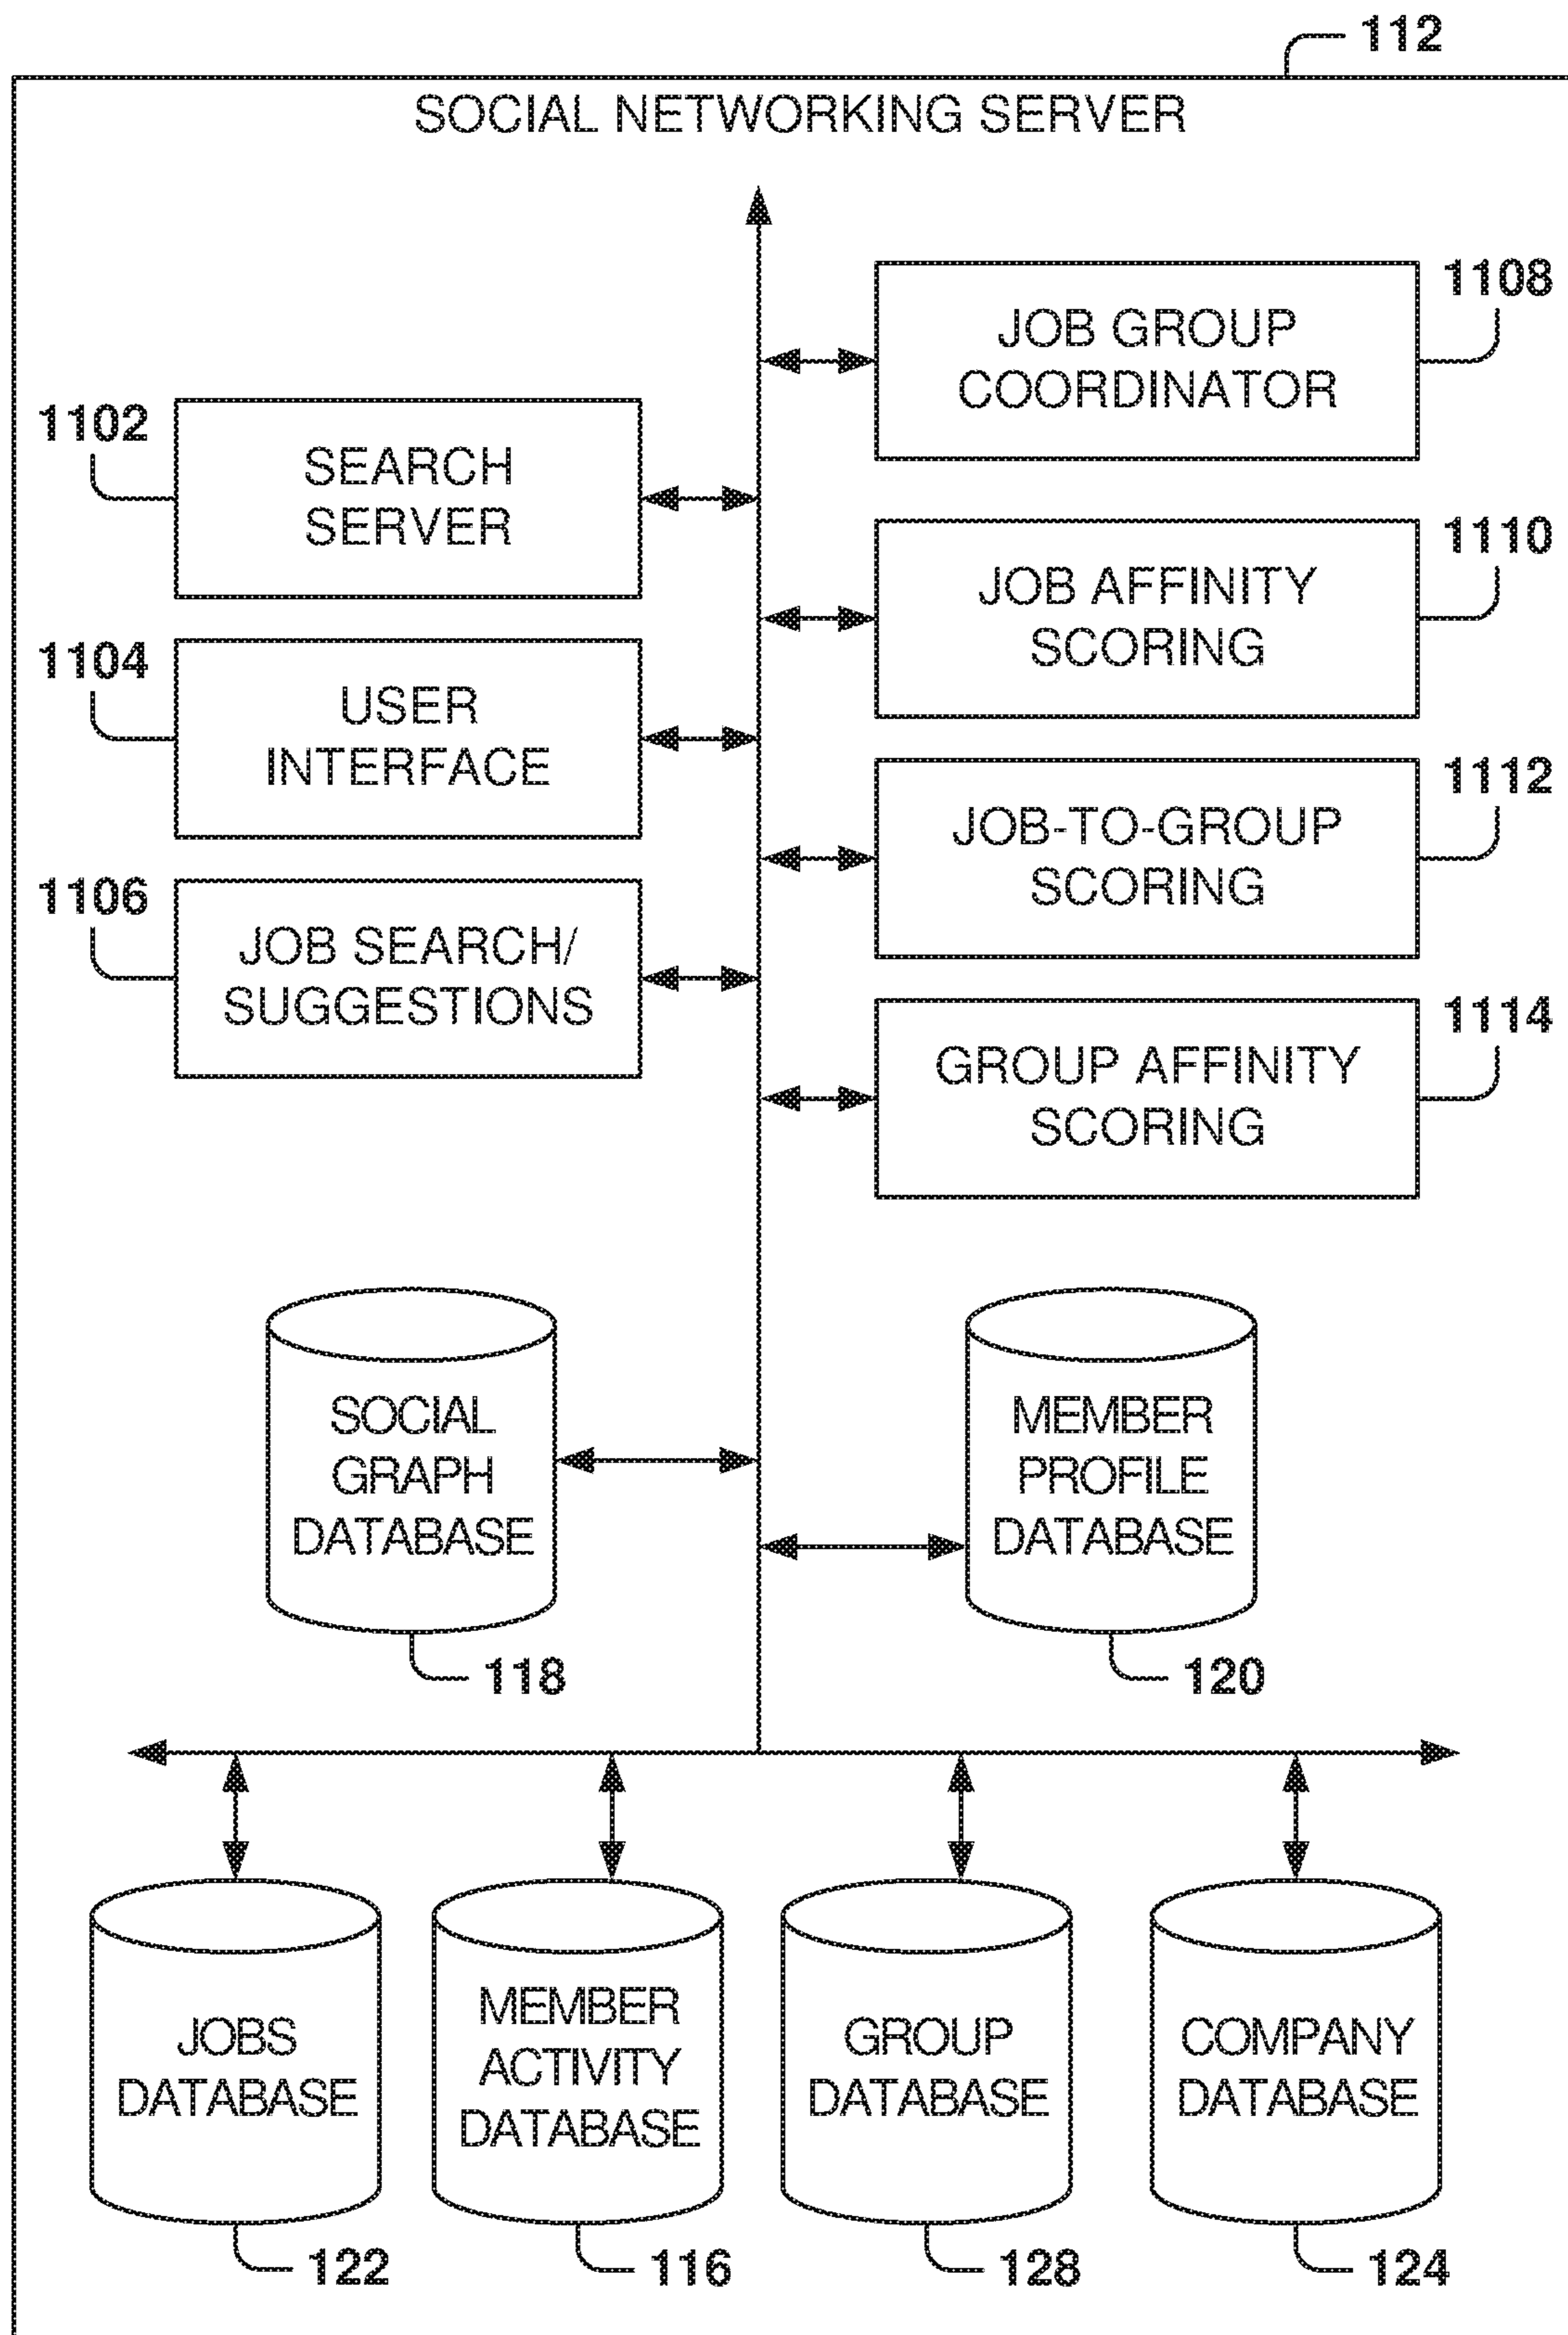 112
SOCIAL NETWORKING SERVER
1102
SEARCH
SERVER
1104
USER
INTERFACE
1106
JOB SEARCH/
SUGGESTIONS
1108
JOB GROUP
COORDINATOR
1110
JOB AFFINITY
SCORING
1112
JOB-TO-GROUP
SCORING
1114
GROUP AFFINITY
SCORING
SOCIAL
GRAPH
DATABASE
118
MEMBER
PROFILE
DATABASE
120
JOBS
DATABASE
122
MEMBER
ACTIVITY
DATABASE
116
GROUP
DATABASE
128
COMPANY
DATABASE
124